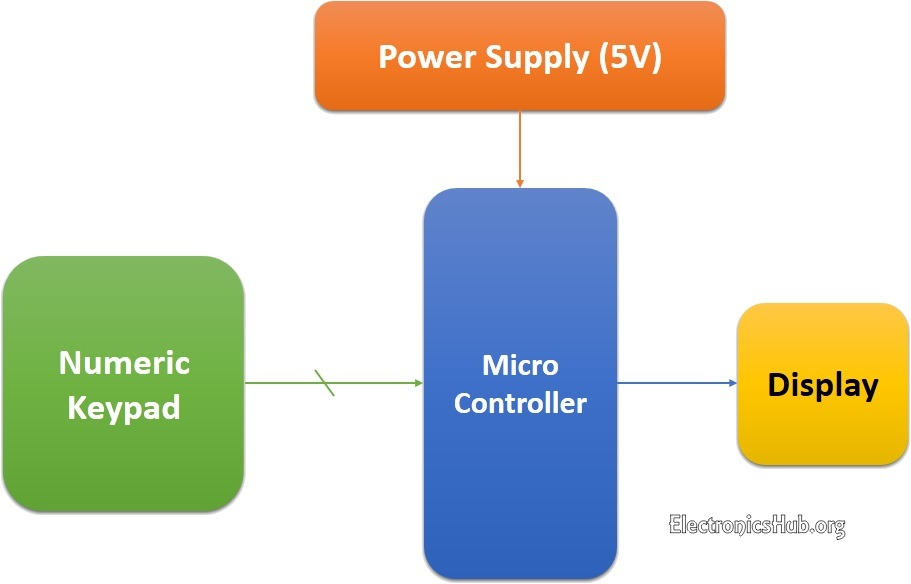 Power Supply (5V)
Numeric
Keypad
Micro
Controller
Display
ElectronicsHub.org